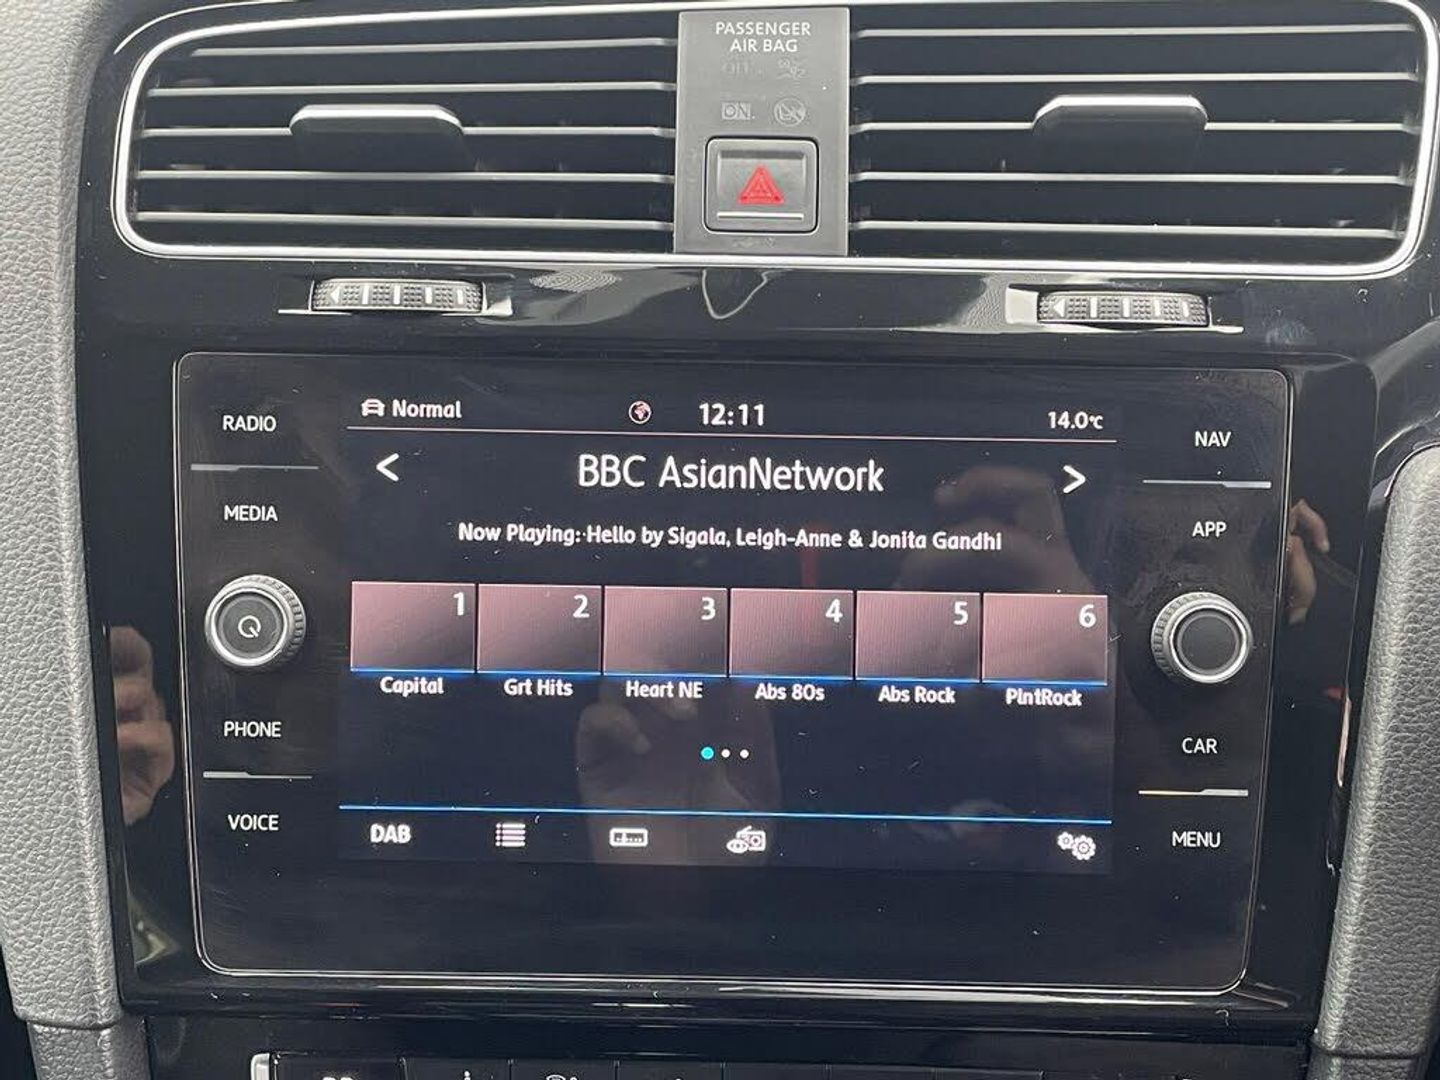 PASSENGER
AIR BAG
OFF
ON
RADIO
MEDIA
PHONE
VOICE
Normal
12:11
14.0°C
< BBC AsianNetwork >
Now Playing: Hello by Sigala, Leigh-Anne & Jonita Gandhi
1 2 3 4 5 6
Capital Grt Hits Heart NE Abs 80s Abs Rock PlntRock
DAB
NAV
APP
CAR
MENU